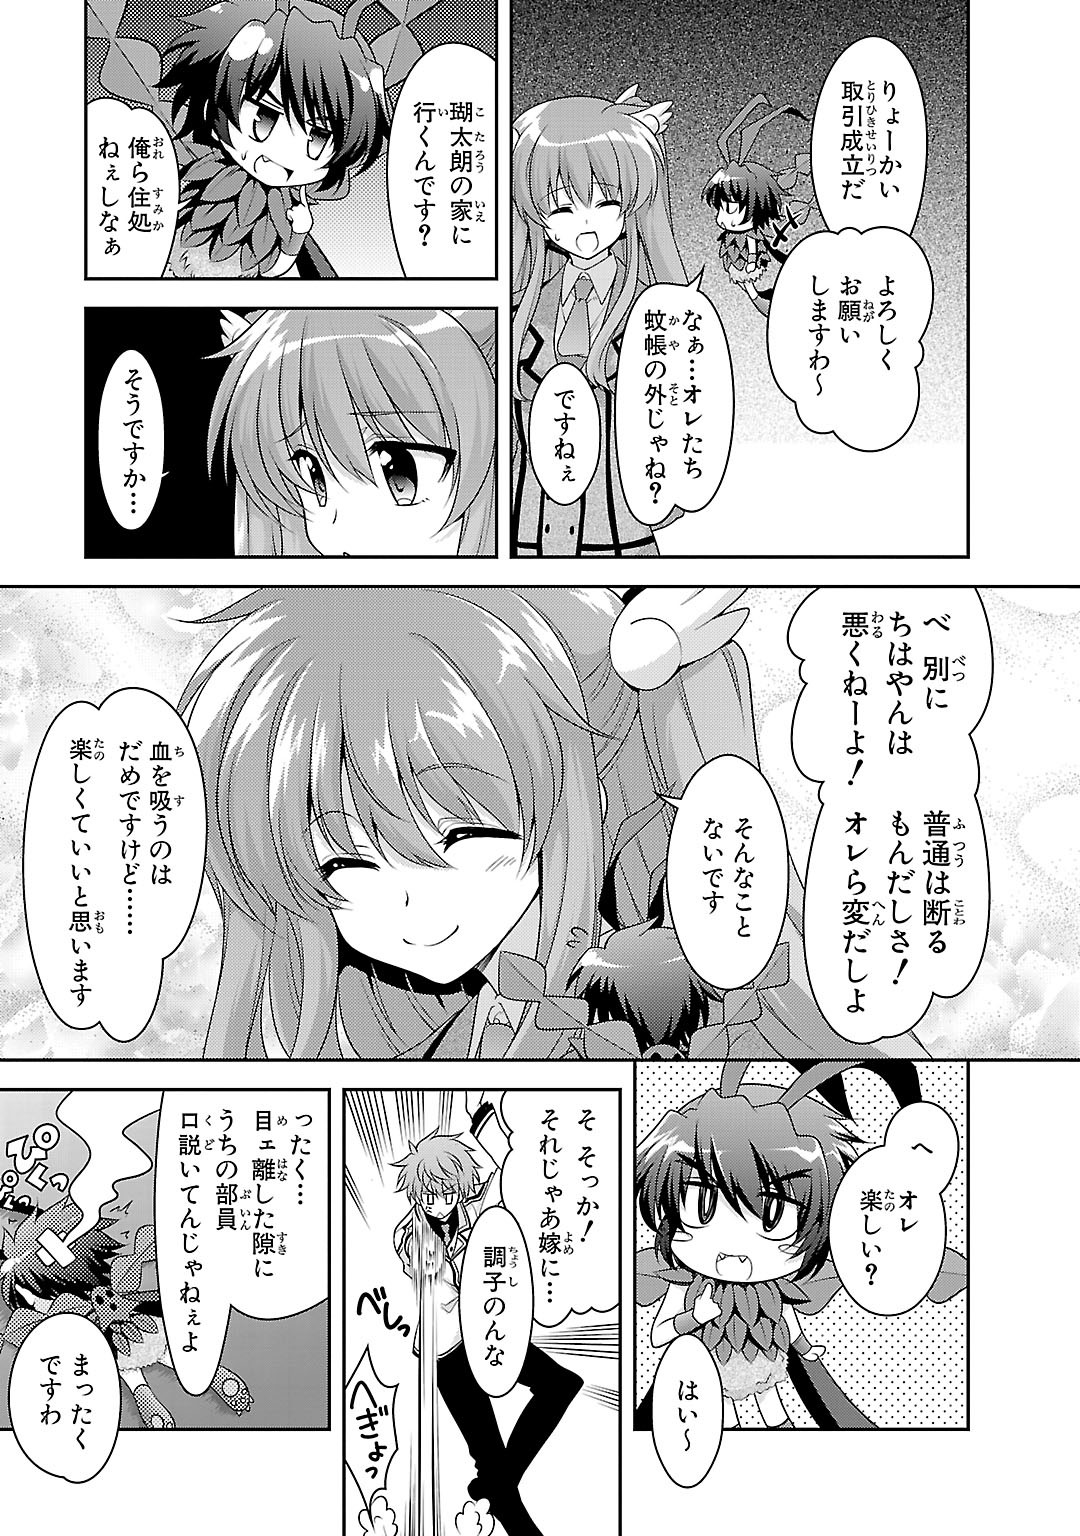 りょーかい
取引成立だ
よろしく
お願い
しますわ~
なぁ…オレたち
蚊帳の外じゃね?
ですねぇ
瑚太朗の家に
行くんです?
俺ら住処
ねぇしなぁ
そうですか…
べ 別に
ちはやんは
悪くねーよ!
普通は断る
もんだしさ!
オレら変だしよ
そんなこと
ないです
血を吸うのは
だめですけど……
楽しくていいと思います
へ オレ
楽しい?
はい~
そ そっか!
それじゃあ嫁に…
調子のんな
べしっ
へぎょっ
ったく…
目ェ離した隙に
うちの部員
口説いてんじゃねぇよ
ぴくっ
まったく
ですわ